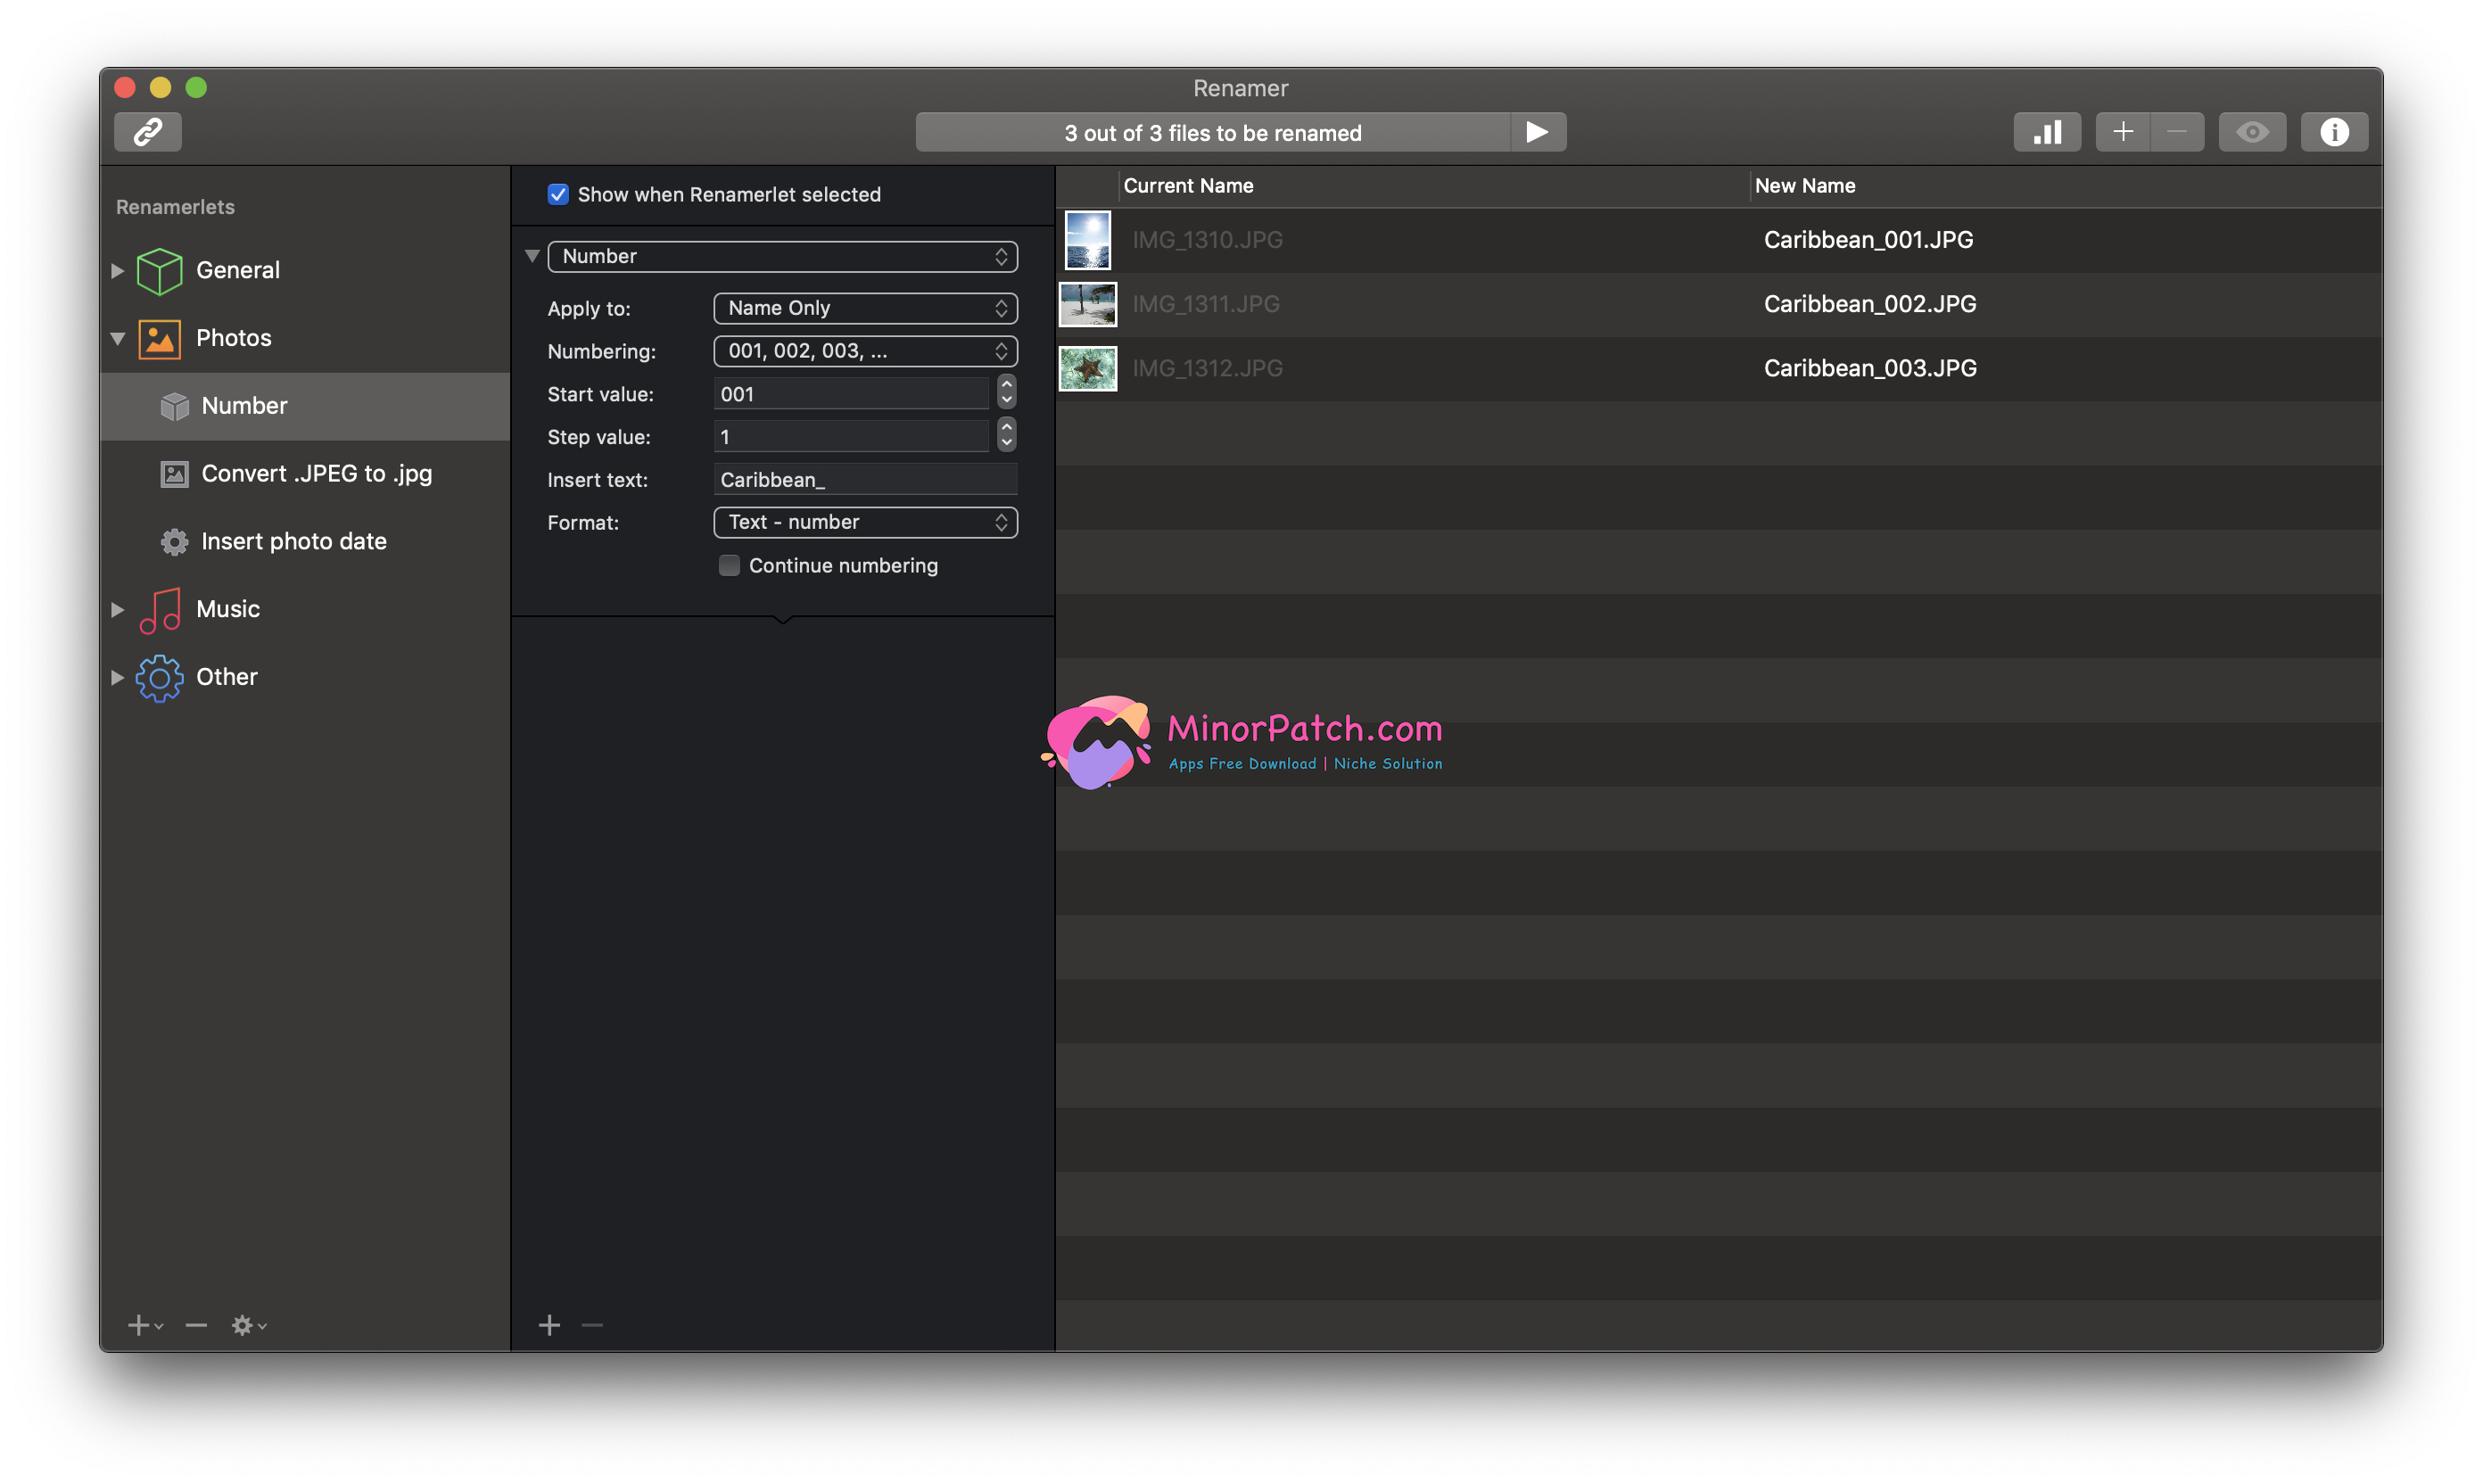 Renamer
3 out of 3 files to be renamed
Renamerlets
General
Photos
Number
Convert .JPEG to .jpg
Insert photo date
Music
Other
Show when Renamerlet selected
Number
Apply to: Name Only
Numbering: 001, 002, 003, ...
Start value: 001
Step value: 1
Insert text: Caribbean_
Format: Text - number
Continue numbering
Current Name New Name
IMG_1310.JPG Caribbean_001.JPG
IMG_1311.JPG Caribbean_002.JPG
IMG_1312.JPG Caribbean_003.JPG
MinorPatch.com
Apps Free Download | Niche Solution